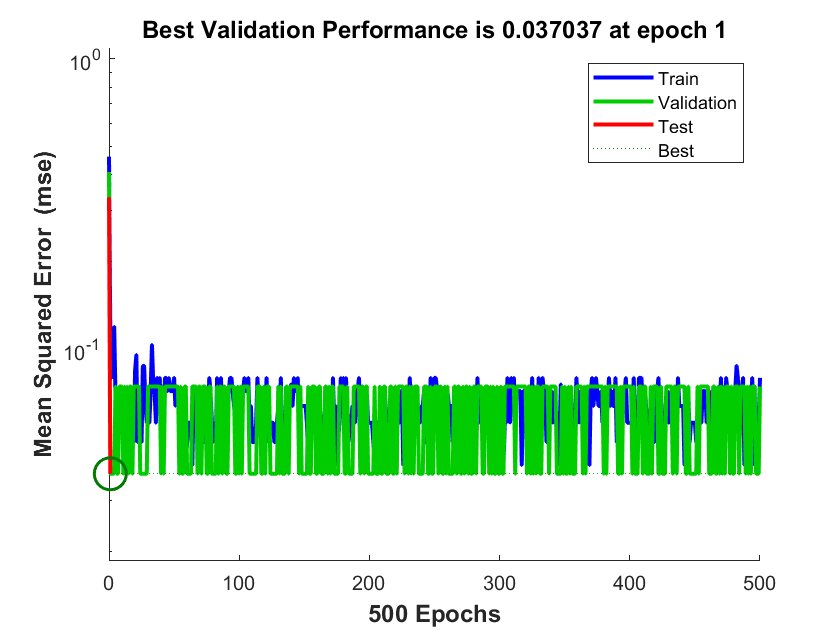 Best Validation Performance is 0.037037 at epoch 1
Mean Squared Error (mse)
10^0
10^-1
Train
Validation
Test
Best
0 100 200 300 400 500
500 Epochs